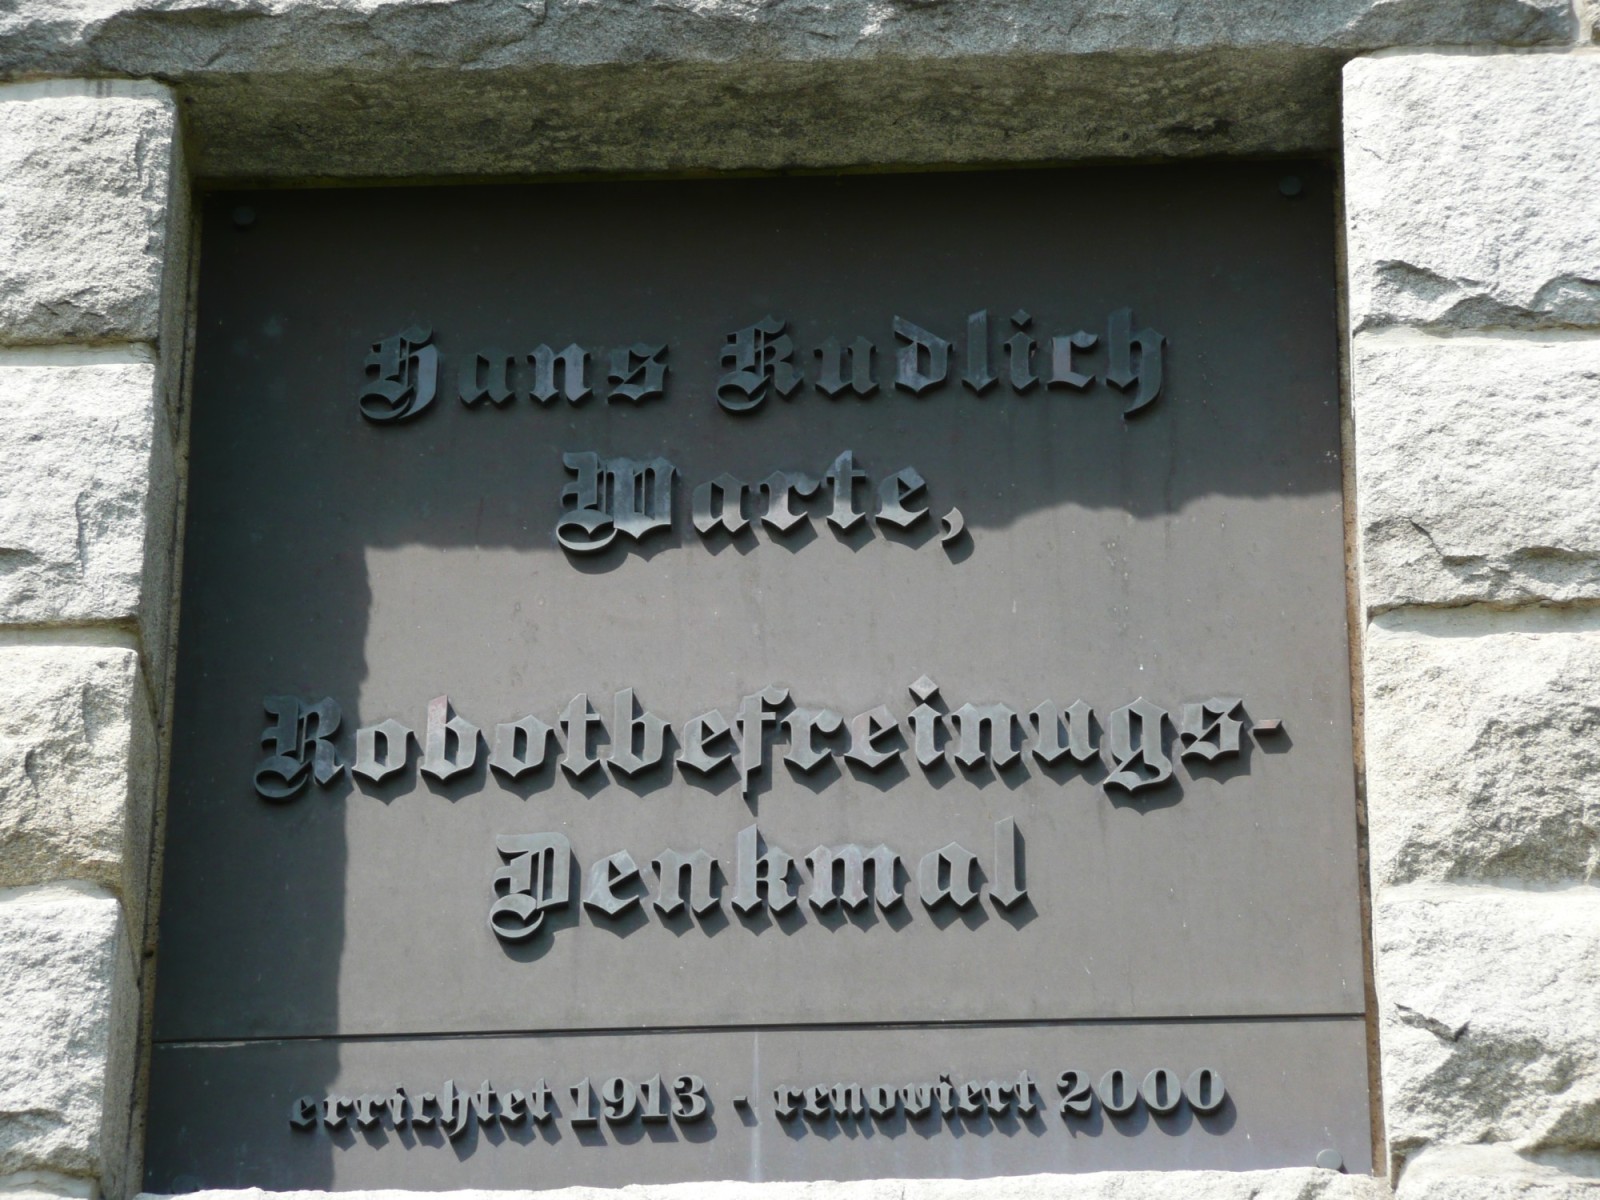 Hans Kudlich
Warte,
Robotbefreinugs-
Denkmal
errichtet 1913 - renoviert 2000